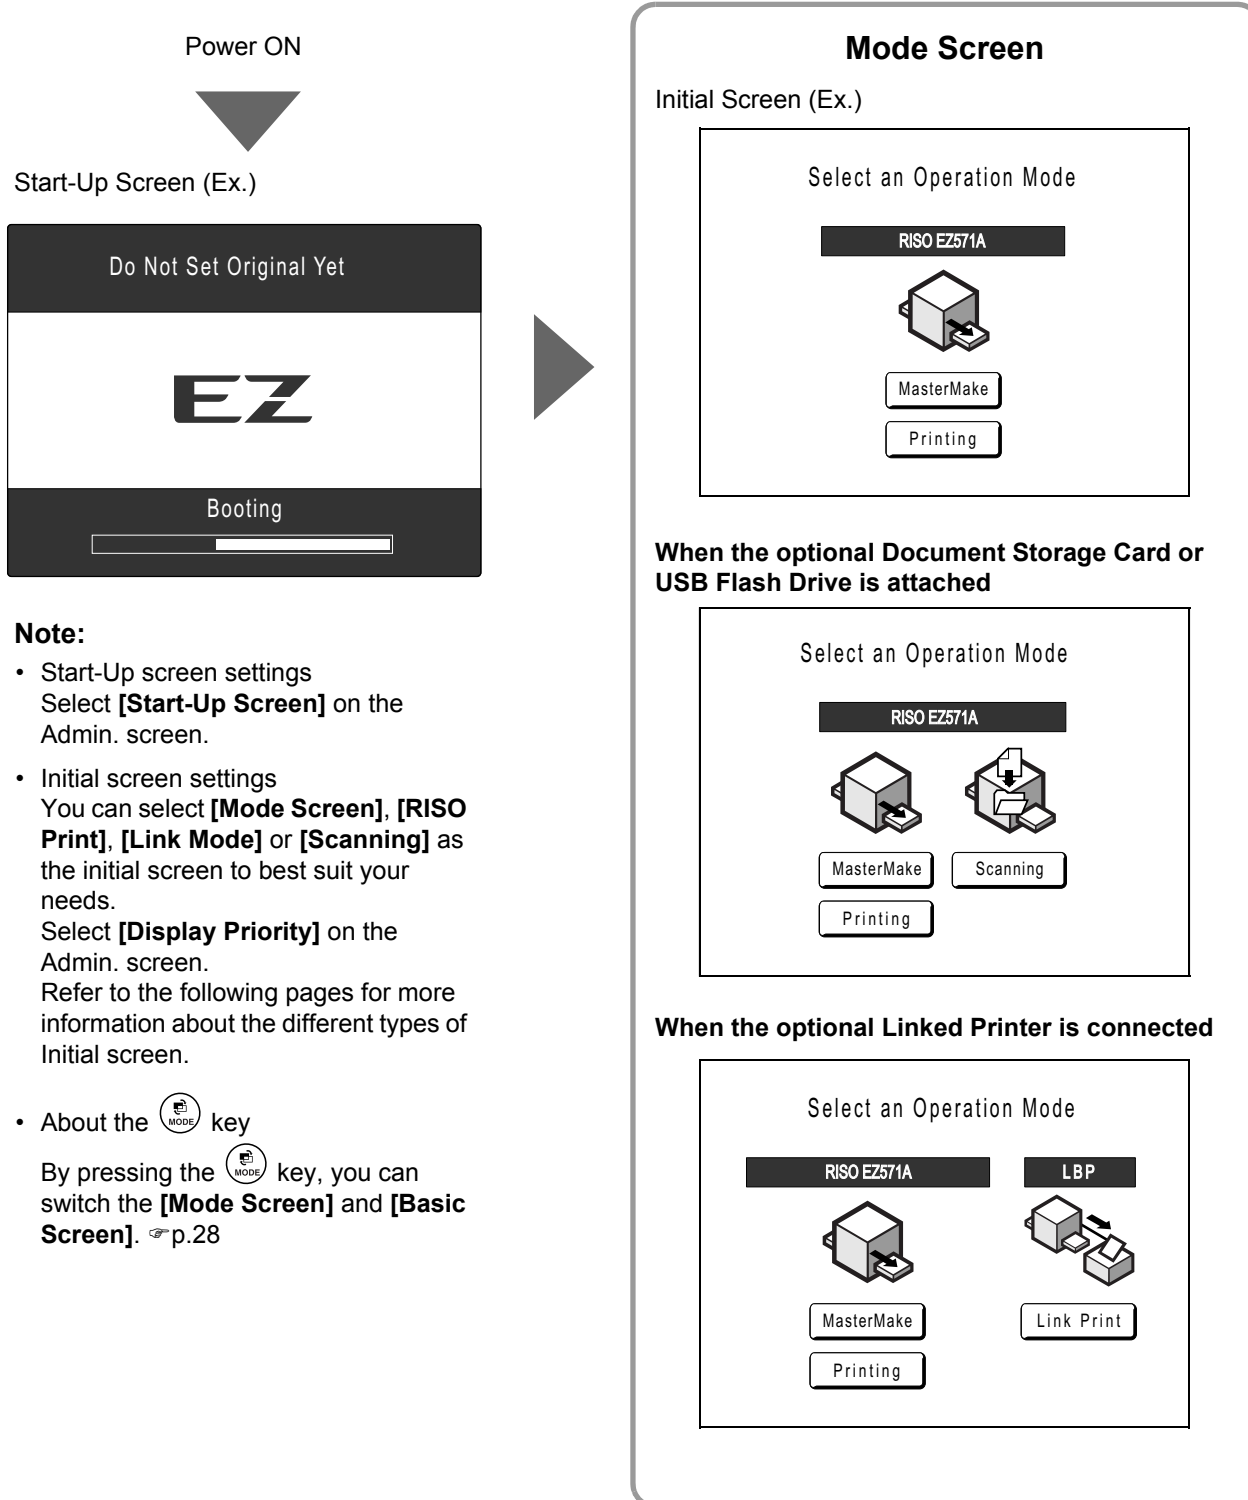 Power ON
Start-Up Screen (Ex.)
Do Not Set Original Yet
EZ
Booting
Note:
• Start-Up screen settings
Select [Start-Up Screen] on the
Admin. screen.
• Initial screen settings
You can select [Mode Screen], [RISO
Print], [Link Mode] or [Scanning] as
the initial screen to best suit your
needs.
Select [Display Priority] on the
Admin. screen.
Refer to the following pages for more
information about the different types of
Initial screen.
• About the MODE key
By pressing the MODE key, you can
switch the [Mode Screen] and [Basic
Screen]. ☞p.28
Mode Screen
Initial Screen (Ex.)
Select an Operation Mode
RISO EZ571A
MasterMake
Printing
When the optional Document Storage Card or
USB Flash Drive is attached
Select an Operation Mode
RISO EZ571A
MasterMake Scanning
Printing
When the optional Linked Printer is connected
Select an Operation Mode
RISO EZ571A LBP
MasterMake Link Print
Printing